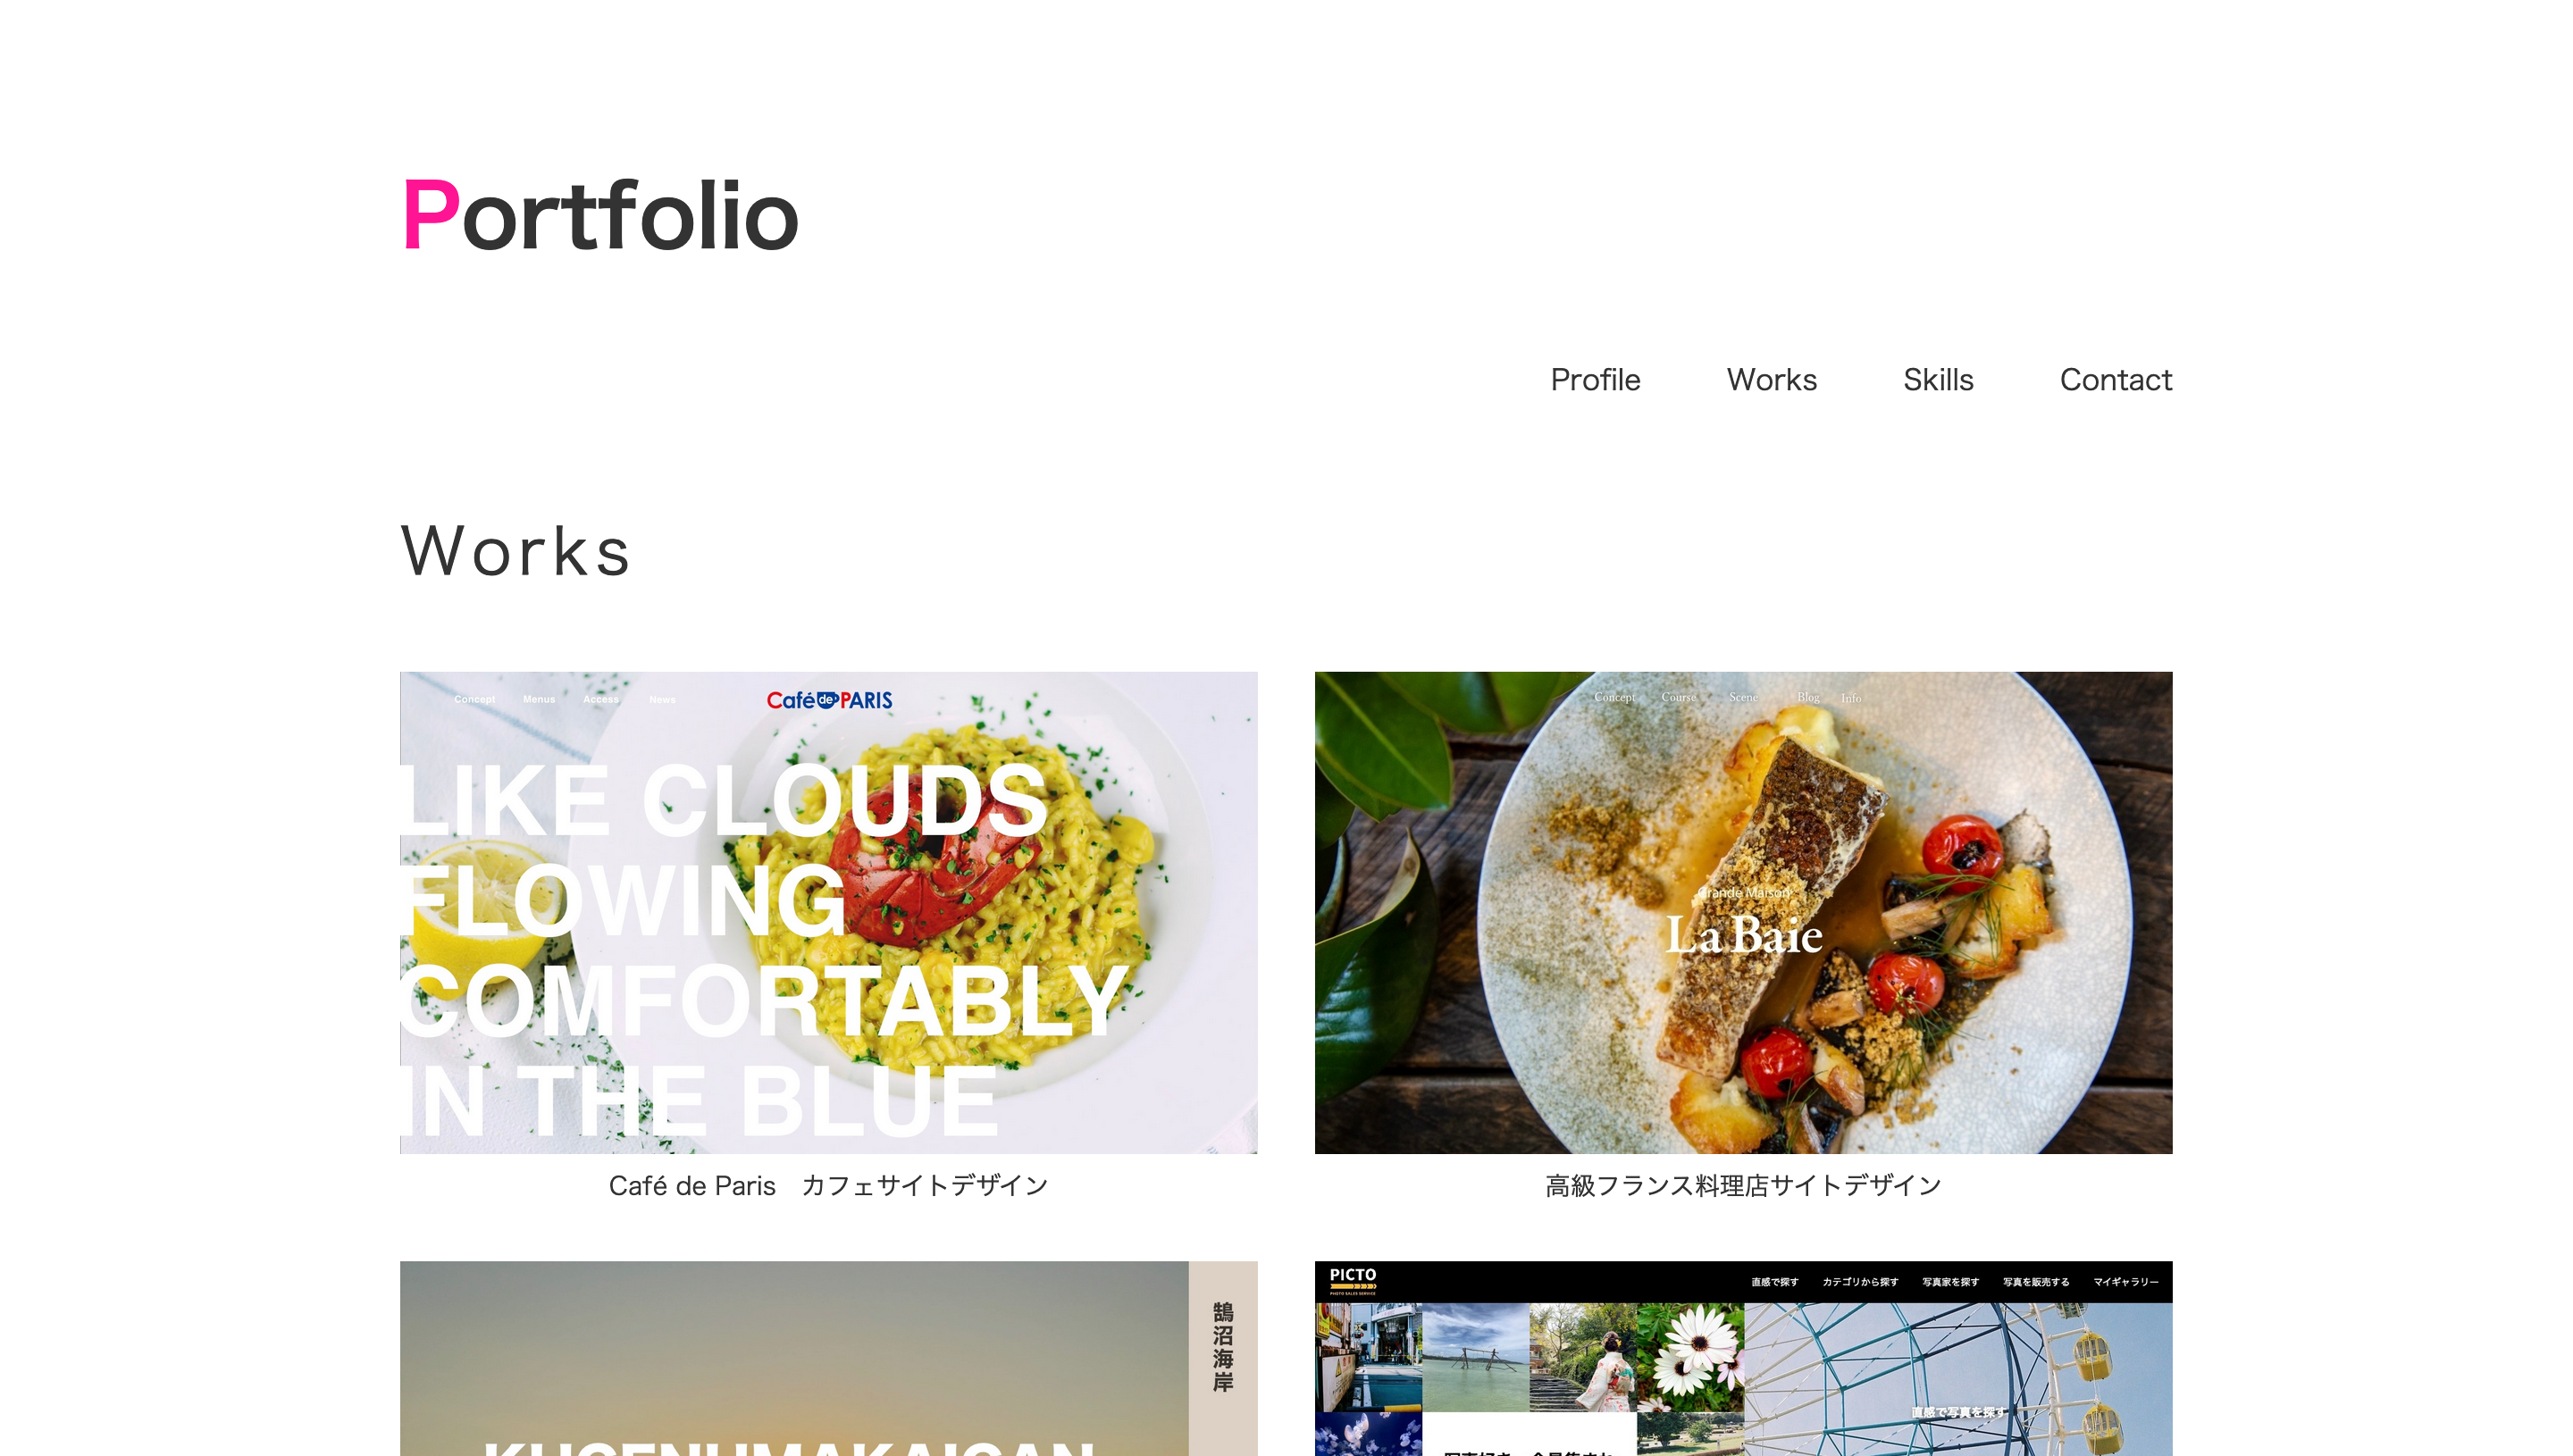 Portfolio
Profile Works Skills Contact
Works
Concept Menus Access News Café de PARIS
LIKE CLOUDS
FLOWING
COMFORTABLY
IN THE BLUE
Concept Course Scene Blog Info
Grande Maison
La Baie
Café de Paris　カフェサイトデザイン
高級フランス料理店サイトデザイン
鵠沼海岸
KUGENUMAKAIGAN
PICTO
PHOTO SALES SERVICE
直感で探す カテゴリから探す 写真家を探す 写真を販売する マイギャラリー
直感で写真を探す